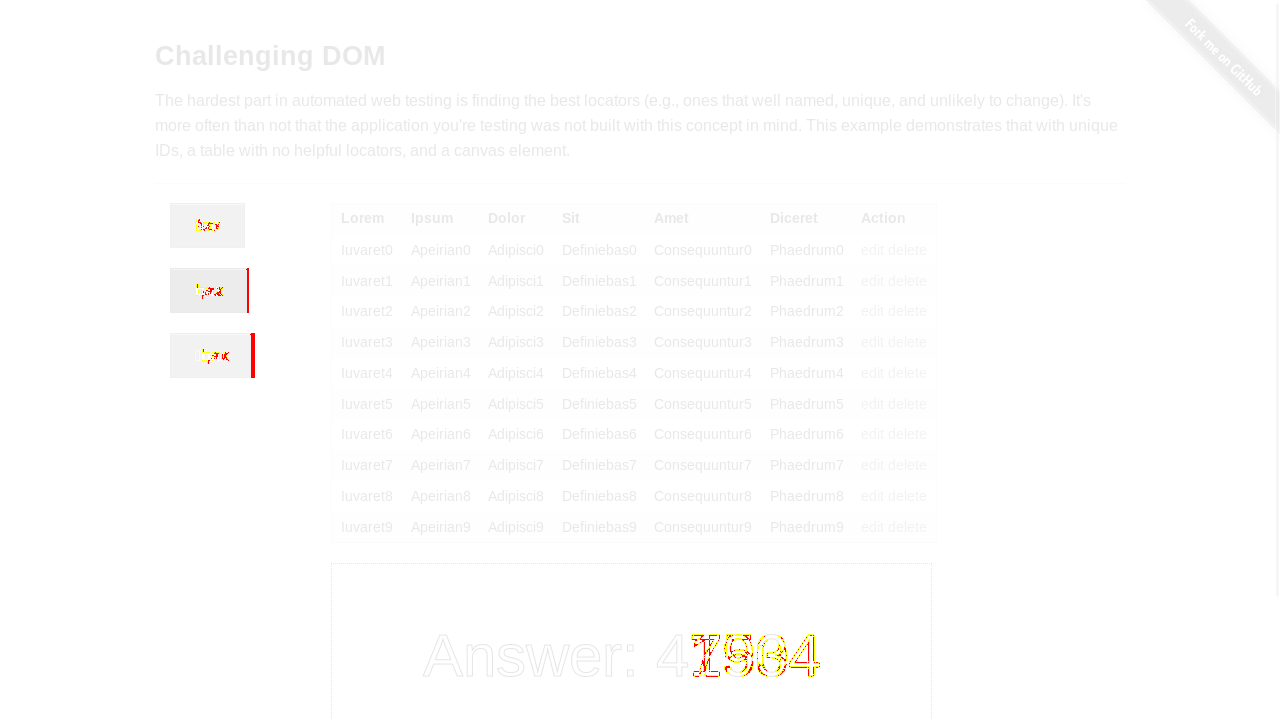 Fork me on GitHub
Challenging DOM
The hardest part in automated web testing is finding the best locators (e.g., ones that well named, unique, and unlikely to change). It's
more often than not that the application you're testing was not built with this concept in mind. This example demonstrates that with unique
IDs, a table with no helpful locators, and a canvas element.
Lorem Ipsum Dolor Sit Amet Diceret Action
Iuvaret0 Apeirian0 Adipisci0 Definiebas0 Consequuntur0 Phaedrum0 edit delete
Iuvaret1 Apeirian1 Adipisci1 Definiebas1 Consequuntur1 Phaedrum1 edit delete
Iuvaret2 Apeirian2 Adipisci2 Definiebas2 Consequuntur2 Phaedrum2 edit delete
Iuvaret3 Apeirian3 Adipisci3 Definiebas3 Consequuntur3 Phaedrum3 edit delete
Iuvaret4 Apeirian4 Adipisci4 Definiebas4 Consequuntur4 Phaedrum4 edit delete
Iuvaret5 Apeirian5 Adipisci5 Definiebas5 Consequuntur5 Phaedrum5 edit delete
Iuvaret6 Apeirian6 Adipisci6 Definiebas6 Consequuntur6 Phaedrum6 edit delete
Iuvaret7 Apeirian7 Adipisci7 Definiebas7 Consequuntur7 Phaedrum7 edit delete
Iuvaret8 Apeirian8 Adipisci8 Definiebas8 Consequuntur8 Phaedrum8 edit delete
Iuvaret9 Apeirian9 Adipisci9 Definiebas9 Consequuntur9 Phaedrum9 edit delete
Answer: